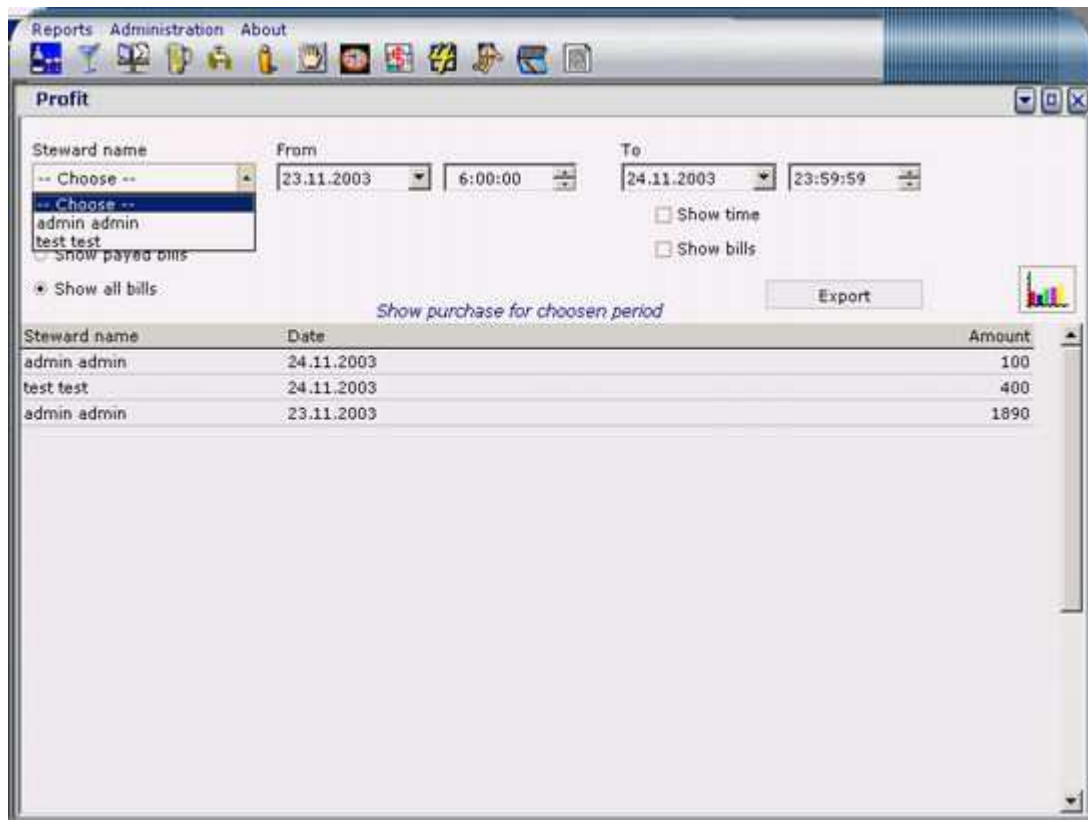 Reports Administration About
Profit
Steward name From To
-- Choose -- 23.11.2003 6:00:00 24.11.2003 23:59:59
-- Choose --
admin admin
test test
Show time
Show payed bills
Show bills
Show all bills
Export
Show purchase for choosen period
Steward name Date Amount
admin admin 24.11.2003 100
test test 24.11.2003 400
admin admin 23.11.2003 1890